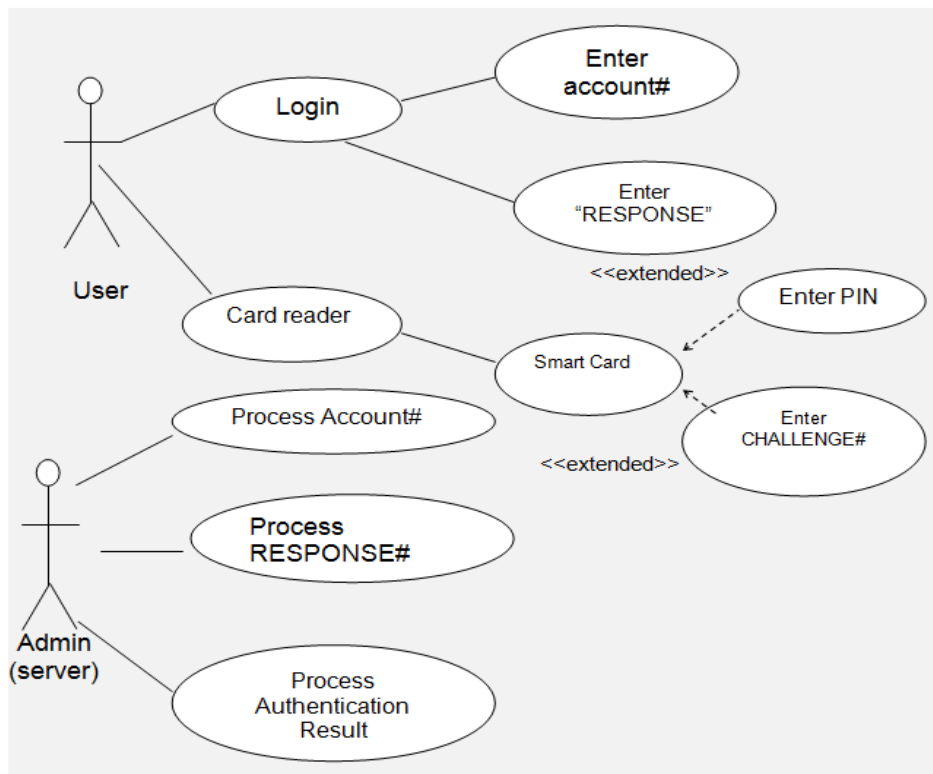 Enter
account#
Login
Enter
“RESPONSE”
<<extended>>
User
Enter PIN
Card reader
Smart Card
Process Account#
Enter
CHALLENGE#
<<extended>>
Process
RESPONSE#
Admin
(server)
Process
Authentication
Result